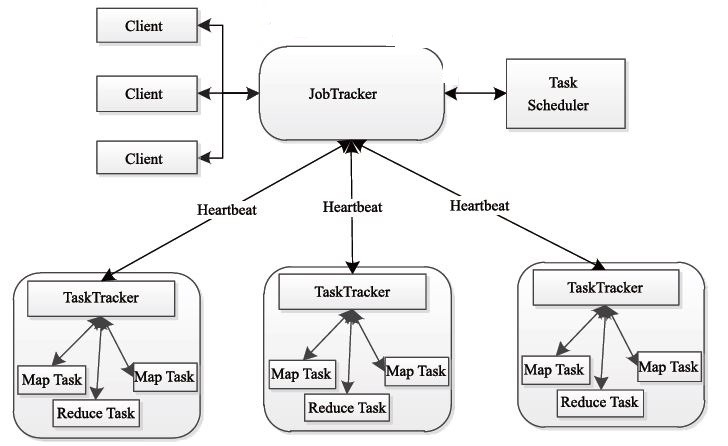 Client
Client
Client
JobTracker
Task
Scheduler
Heartbeat
Heartbeat
Heartbeat
TaskTracker
Map Task
Map Task
Reduce Task
TaskTracker
Map Task
Map Task
Reduce Task
TaskTracker
Map Task
Map Task
Reduce Task